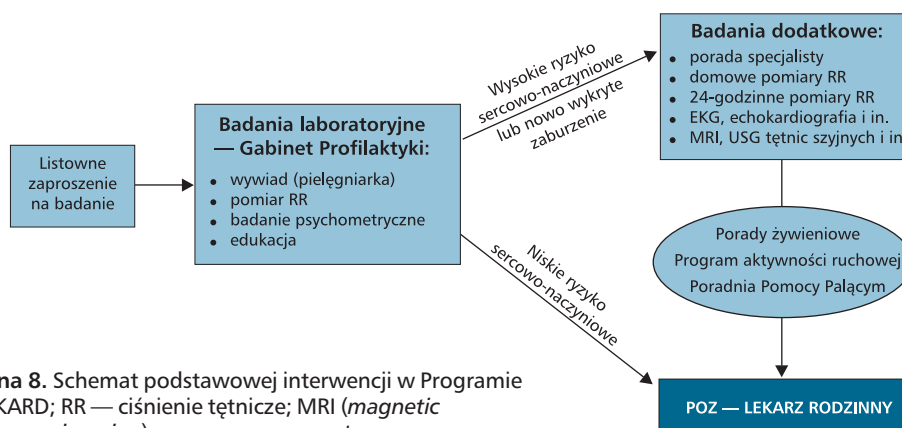 Listowne
zaproszenie
na badanie
Badania laboratoryjne
— Gabinet Profilaktyki:
• wywiad (pielęgniarka)
• pomiar RR
• badanie psychometryczne
• edukacja
Wysokie ryzyko
sercowo-naczyniowe
lub nowo wykryte
zaburzenie
Niskie ryzyko
sercowo-naczyniowe
Badania dodatkowe:
• porada specjalisty
• domowe pomiary RR
• 24-godzinne pomiary RR
• EKG, echokardiografia i in.
• MRI, USG tętnic szyjnych i in
Porady żywieniowe
Program aktywności ruchowej
Poradnia Pomocy Palącym
POZ — LEKARZ RODZINNY
na 8. Schemat podstawowej interwencji w Programie
KARD; RR — ciśnienie tętnicze; MRI (magnetic